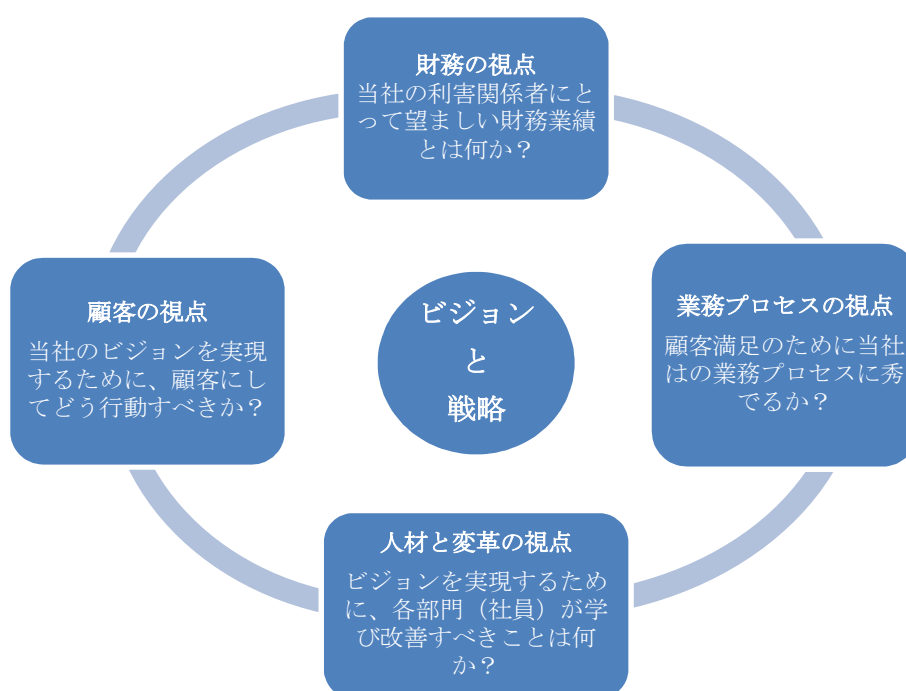 財務の視点
当社の利害関係者にと
って望ましい財務業績
とは何か？
顧客の視点
当社のビジョンを実現
するために、顧客にし
てどう行動すべきか？
ビジョン
と
戦略
業務プロセスの視点
顧客満足のために当社
はの業務プロセスに秀
でるか？
人材と変革の視点
ビジョンを実現するため
に、各部門（社員）が学
び改善すべきことは何
か？